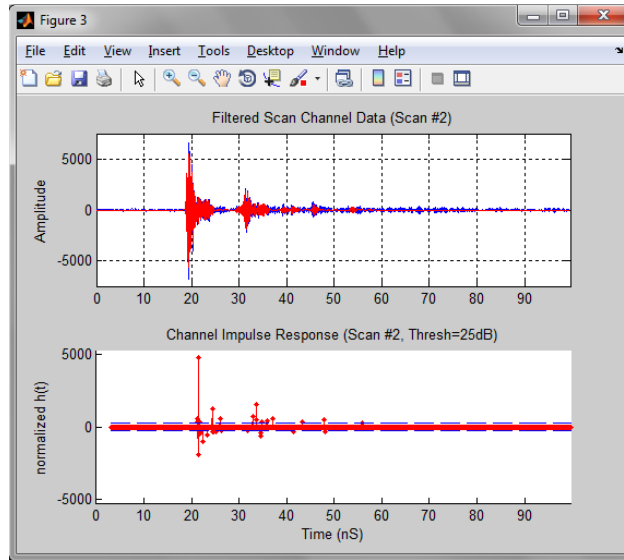 Figure 3
File Edit View Insert Tools Desktop Window Help
Filtered Scan Channel Data (Scan #2)
Amplitude
5000
0
-5000
0 10 20 30 40 50 60 70 80 90
Channel Impulse Response (Scan #2, Thresh=25dB)
normalized h(t)
5000
0
-5000
0 10 20 30 40 50 60 70 80 90
Time (nS)